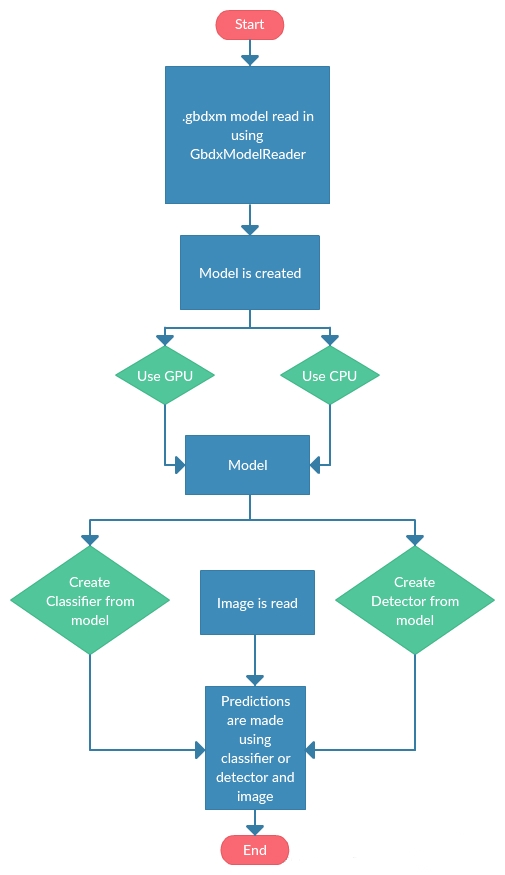 Start
.gbdxm model read in
using
GbdxModelReader
Model is created
Use GPU
Use CPU
Model
Create
Classifier from
model
Image is read
Create
Detector from
model
Predictions
are made
using
classifier or
detector and
image
End